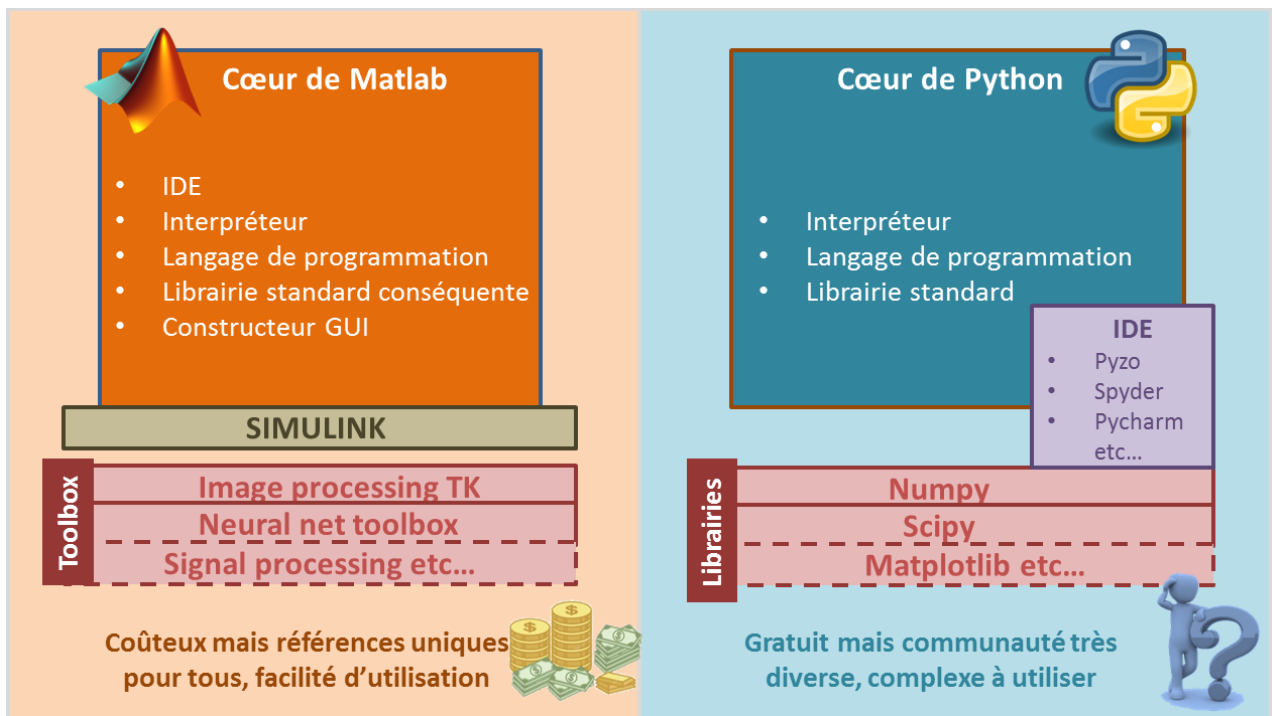 Cœur de Matlab
• IDE
• Interpréteur
• Langage de programmation
• Librairie standard conséquente
• Constructeur GUI
SIMULINK
Toolbox
Image processing TK
Neural net toolbox
Signal processing etc...
Coûteux mais références uniques
pour tous, facilité d’utilisation
Cœur de Python
• Interpréteur
• Langage de programmation
• Librairie standard
IDE
• Pyzo
• Spyder
• Pycharm
etc...
Librairies
Numpy
Scipy
Matplotlib etc...
Gratuit mais communauté très
diverse, complexe à utiliser